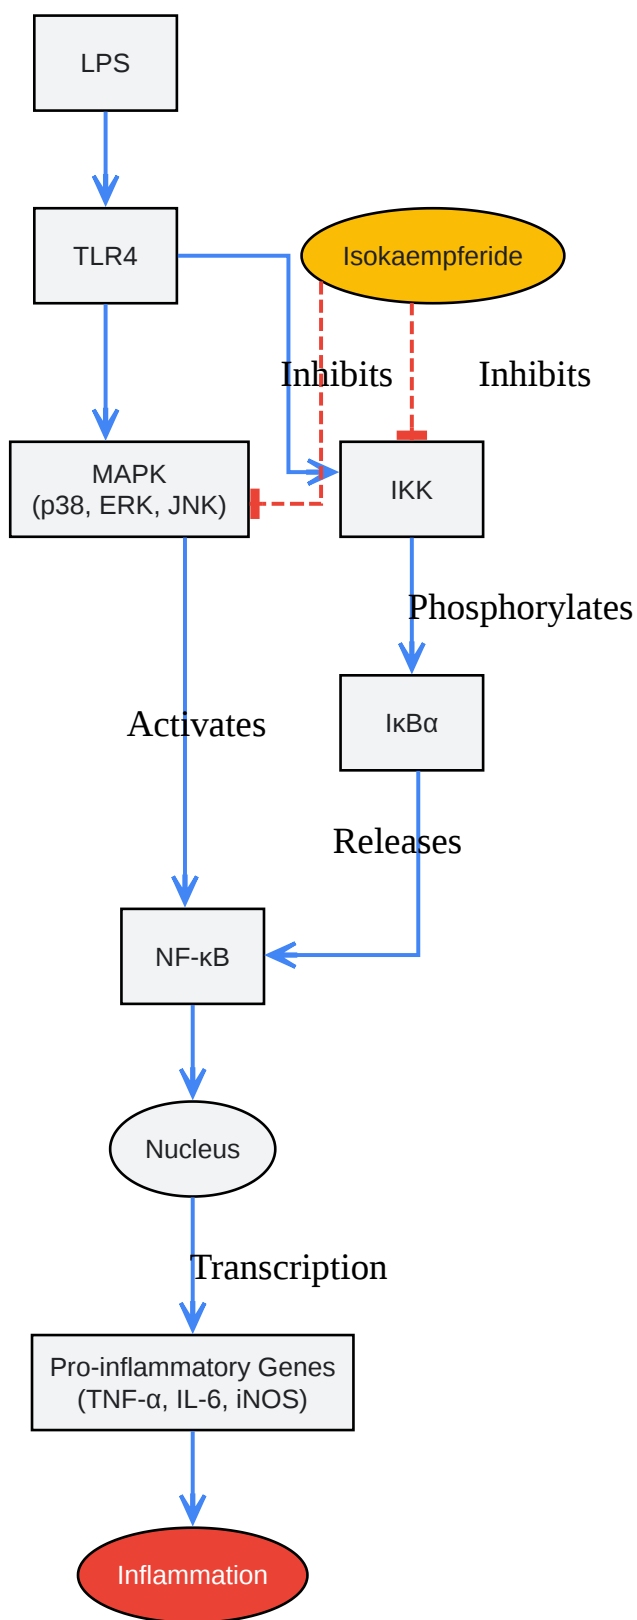 LPS
TLR4
Isokaempferide
Inhibits
Inhibits
MAPK
(p38, ERK, JNK)
IKK
Phosphorylates
IκBα
Activates
Releases
NF-κB
Nucleus
Transcription
Pro-inflammatory Genes
(TNF-α, IL-6, iNOS)
Inflammation